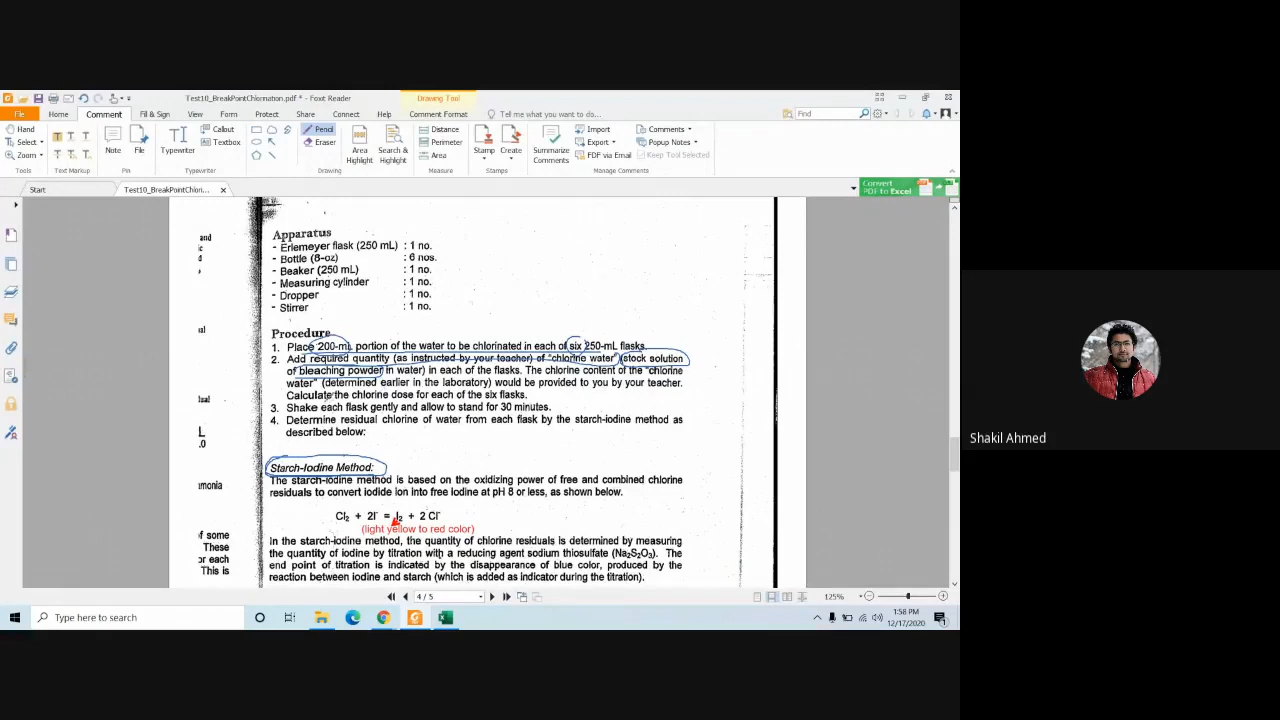 Test10_BreakPointChlorination.pdf * - Foxit Reader
Drawing Tool
File Home Comment Fill & Sign View Form Protect Share Connect Help Comment Format Tell me what you want to do...
Find
Hand
Select
Zoom
Tools
Text Markup
Note
File
Pin
Typewriter
Callout
Textbox
Typewriter
Pencil
Eraser
Area Highlight
Search & Highlight
Drawing
Distance
Perimeter
Area
Measure
Stamp
Create
Stamps
Summarize Comments
Import
Export
FDF via Email
Comments
Popup Notes
Keep Tool Selected
Manage Comments
Start
Test10_BreakPointChlorin...
Convert
PDF to Excel
and
L
.0
f some
These
or each
This is
Apparatus
- Erlemeyer flask (250 mL) : 1 no.
- Bottle (8-oz) : 6 nos.
- Beaker (250 mL) : 1 no.
- Measuring cylinder : 1 no.
- Dropper : 1 no.
- Stirrer : 1 no.
Procedure
1. Place 200-mL portion of the water to be chlorinated in each of six 250-mL flasks.
2. Add required quantity (as instructed by your teacher) of "chlorine water" (stock solution
of bleaching powder in water) in each of the flasks. The chlorine content of the "chlorine
water" (determined earlier in the laboratory) would be provided to you by your teacher.
Calculate the chlorine dose for each of the six flasks.
3. Shake each flask gently and allow to stand for 30 minutes.
4. Determine residual chlorine of water from each flask by the starch-iodine method as
described below:
Starch-Iodine Method:
The starch-iodine method is based on the oxidizing power of free and combined chlorine
residuals to convert iodide ion into free iodine at pH 8 or less, as shown below.
Cl₂ + 2I⁻ = I₂ + 2 Cl⁻
(light yellow to red color)
In the starch-iodine method, the quantity of chlorine residuals is determined by measuring
the quantity of iodine by titration with a reducing agent sodium thiosulfate (Na₂S₂O₃). The
end point of titration is indicated by the disappearance of blue color, produced by the
reaction between iodine and starch (which is added as indicator during the titration).
4 / 5
125%
Type here to search
1:58 PM
12/17/2020
Shakil Ahmed